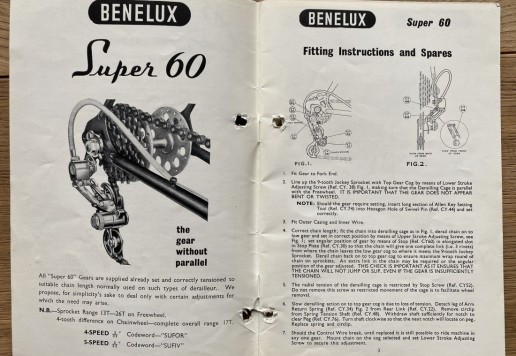 BENELUX
Super 60
the
gear
without
parallel
All "Super 60" Gears are supplied already set and correctly tensioned to
suitable chain length normally used on such types of derailleur. We
propose, for simplicity's sake to deal only with certain adjustments for
which the need may arise.
N.B.—Sprocket Range 13T—26T on Freewheel.
4-tooth difference on Chainwheel—complete overall range 17T.
4-SPEED Codeword—"SUFOR"
5-SPEED Codeword—"SUFIV"
BENELUX Super 60
Fitting Instructions and Spares
FIG.1. FIG.2.
1. Fit Gear to Fork End.
2. Line up the 9-tooth Jockey Sprocket with Top Gear Cog by means of Lower Stroke
Adjusting Screw (Ref. CY. 38) Fig. 1, making sure that the Derailing Cage is parallel
with the Freewheel. IT IS IMPORTANT THAT THE GEAR DOES NOT APPEAR
BENT OR TWISTED.
NOTE: Should the gear require setting, insert long section of Allen Key Setting
Tool (Ref. CY.74) into Hexagon Hole of Swivel Pin (Ref. CY.44) and set
correctly.
3. Fit Outer Casing and Inner Wire.
4. Correct chain length; fit the chain into derailling cage as in Fig. 1, derail chain on to
low gear and set in correct position by means of Upper Stroke Adjusting Screw, see
Fig. 1; set angular position of gear by means of Stop (Ref. CY60) in elongated slot
in Stop Plate (Ref. CY.38) so that the chain will give one complete link
from where the chain leaves the low gear cog to where it meets the 9-tooth Jockey
Sprocket. Derail chain back on to top gear cog to ensure maximum wrap round of
chain on sprockets. An extra link in the chain may be required or the angular
position of the gear adjusted. THIS CHECK IS IMPORTANT AS IT ENSURES THAT
THE CHAIN WILL NOT JUMP OR SLIP, EVEN IF THE GEAR IS INSUFFICIENTLY
TENSIONED.
5. The radial tension of the derailing cage is restricted by Stop Screw (Ref. CY52).
Do not remove this screw as restricted movement of the cage is to facilitate wheel
removal.
6. Slow derailling action on to top gear cog is due to loss of tension. Detach leg of Arm
Return Spring (Ref. CY.34) Fig. 2 from Rear Link (Ref. CY.22). Remove circlip
from Spring Tension Shaft (Ref. CY.48). Withdraw shaft sufficiently for notch to
clear Peg (Ref. CY.76). Turn shaft clockwise so that the next notch will locate on peg.
Replace spring and circlip.
7. Should the Control Wire break, until replaced it is still possible to ride machine in
any one gear. Mount chain on the cog selected and set Lower Stroke Adjusting
Screw to secure this adjustment.